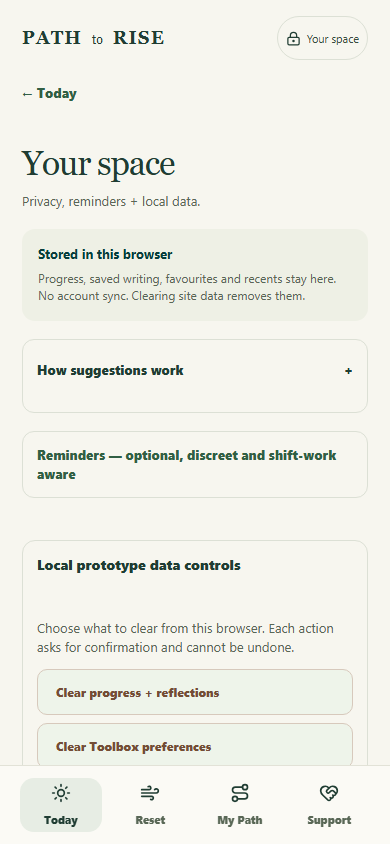 PATH to RISE
Your space
← Today
Your space
Privacy, reminders + local data.
Stored in this browser
Progress, saved writing, favourites and recents stay here.
No account sync. Clearing site data removes them.
How suggestions work +
Reminders — optional, discreet and shift-work
aware
Local prototype data controls
Choose what to clear from this browser. Each action
asks for confirmation and cannot be undone.
Clear progress + reflections
Clear Toolbox preferences
Today Reset My Path Support